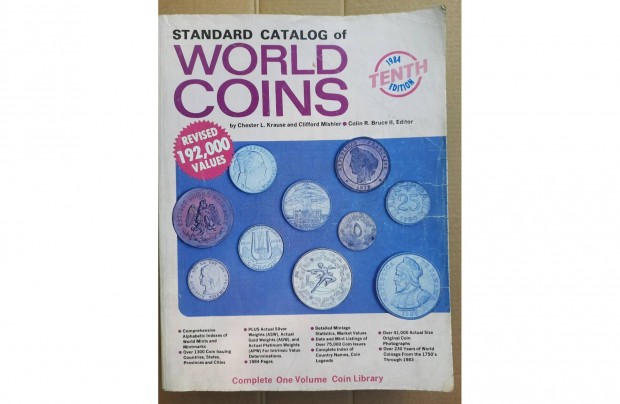 STANDARD CATALOG of
WORLD
COINS
1984
TENTH
EDITION
by Chester L. Krause and Clifford Mishler ● Colin R. Bruce II, Editor
REVISED
192,000
VALUES
25
1872
● Comprehensive
Alphabetic Indexes of
World Mints and
Mintmarks
● Over 1300 Coin Issuing
Countries, States,
Provinces and Cities
● PLUS Actual Silver
Weights (ASW), Actual
Gold Weights (AGW), and
Actual Platinum Weights
(APW) For Intrinsic Value
Determinations.
● 1984 Pages
● Detailed Mintage
Statistics, Market Values
● Date and Mint Listings of
Over 75,000 Coin Issues
● Complete Index of
Country Names, Coin
Legends
● Over 41,000 Actual Size
Original Coin
Photographs
● Over 230 Years of World
Coinage From the 1750's
Through 1983
Complete One Volume Coin Library